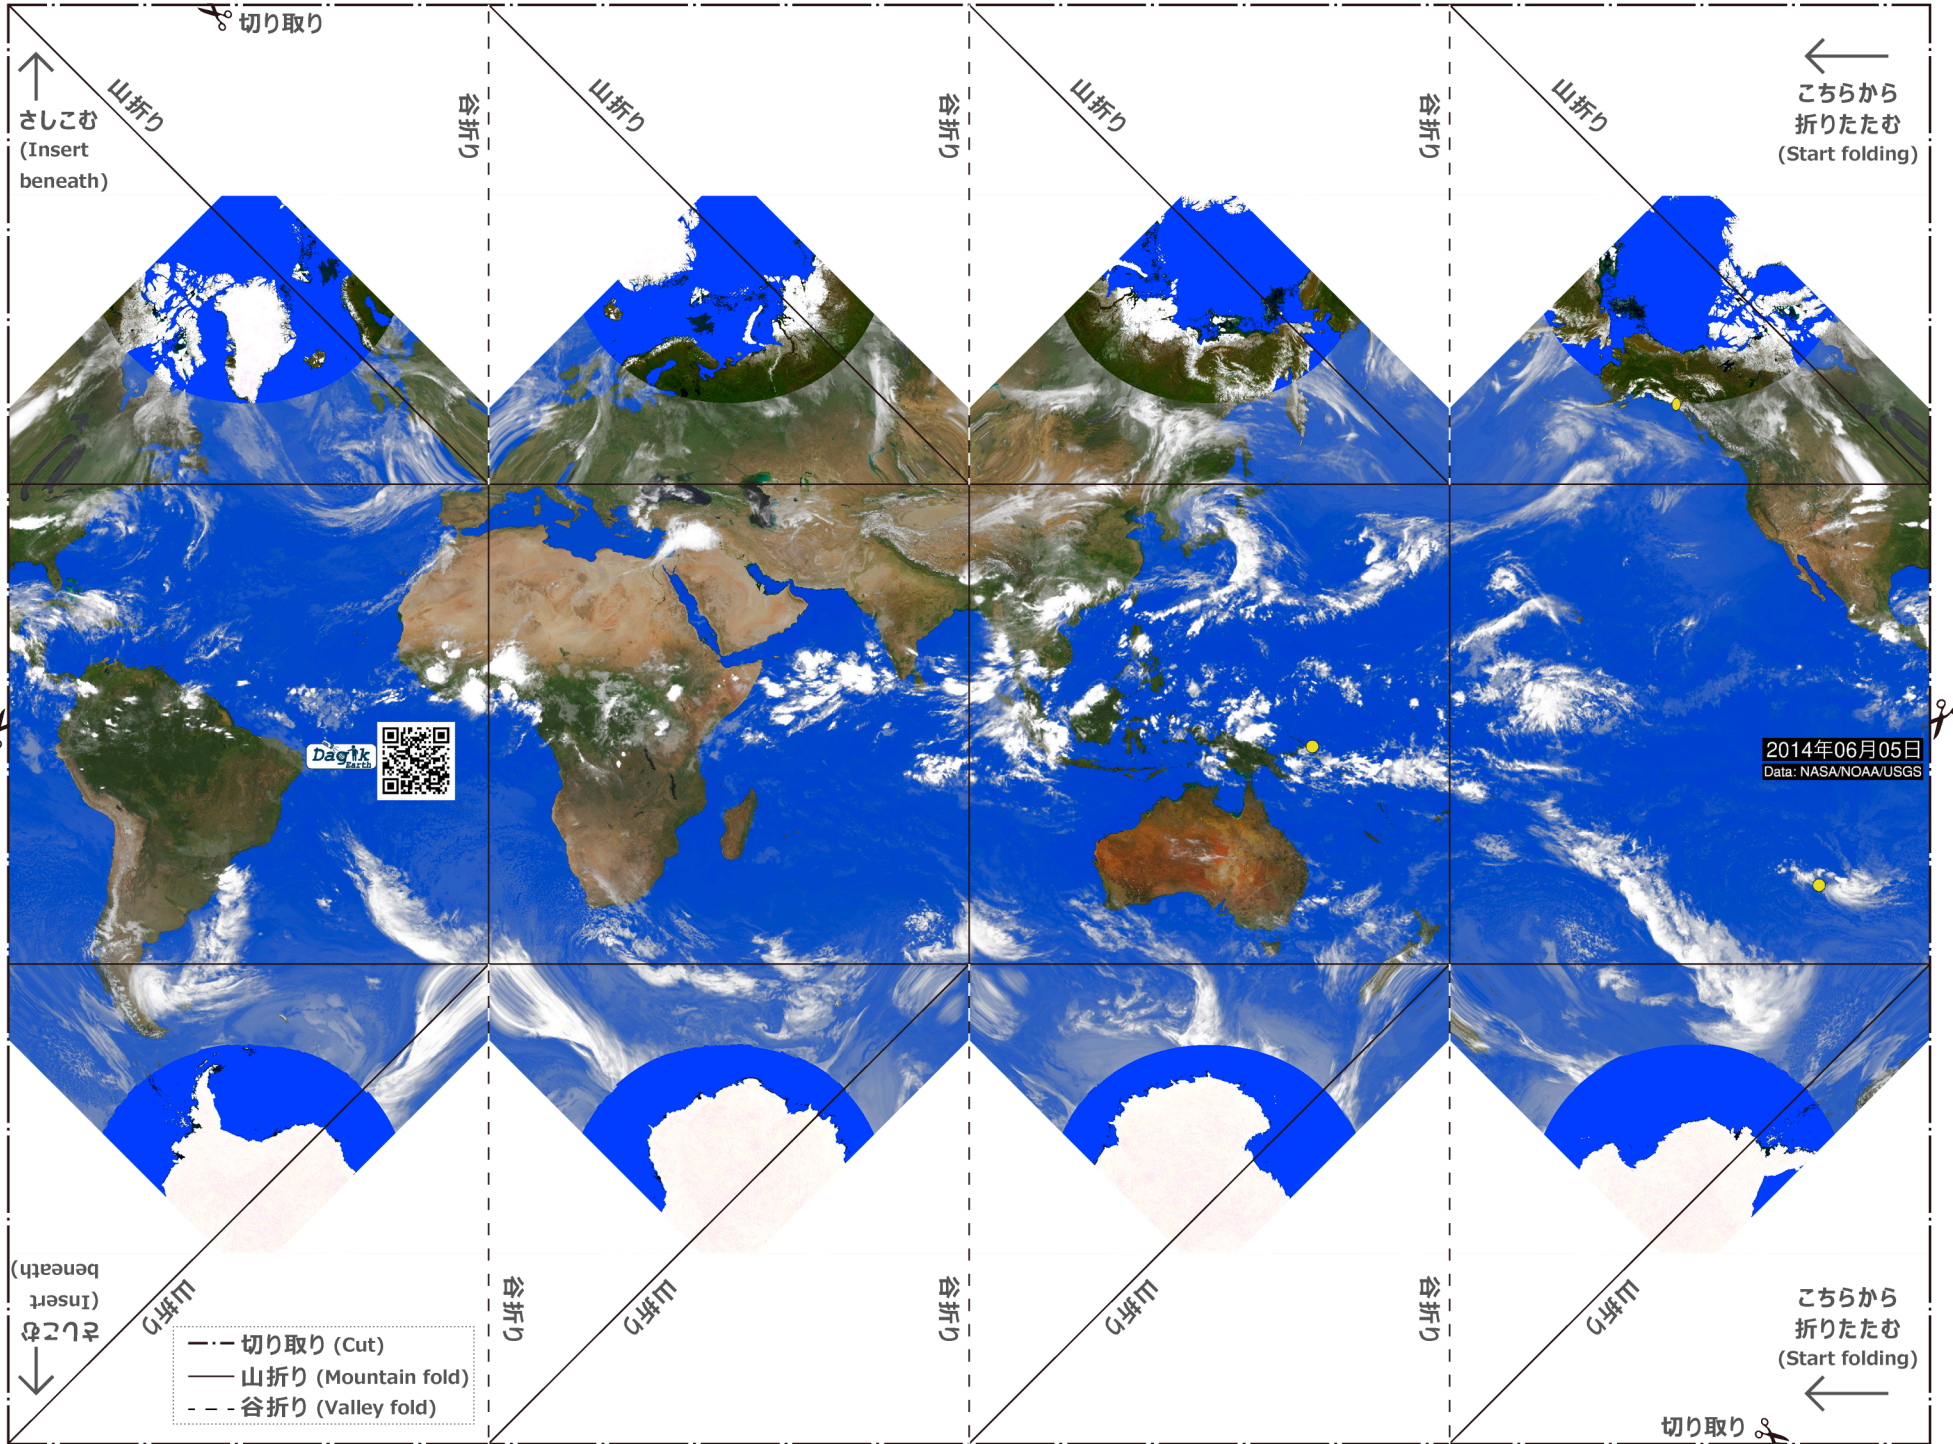 切り取り
さしこむ
(Insert
beneath)
山折り
谷折り
山折り
谷折り
山折り
谷折り
山折り
こちらから
折りたたむ
(Start folding)
Dagik
Earth
2014年06月05日
Data: NASA/NOAA/USGS
さしこむ
(Insert
beneath)
山折り
谷折り
山折り
谷折り
山折り
谷折り
山折り
こちらから
折りたたむ
(Start folding)
切り取り (Cut)
山折り (Mountain fold)
谷折り (Valley fold)
切り取り